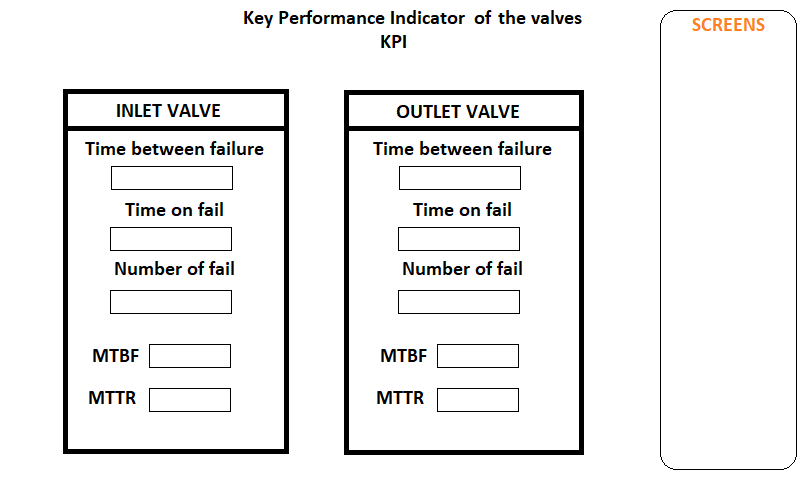 Key Performance Indicator of the valves
KPI
SCREENS
INLET VALVE
Time between failure
Time on fail
Number of fail
MTBF
MTTR
OUTLET VALVE
Time between failure
Time on fail
Number of fail
MTBF
MTTR